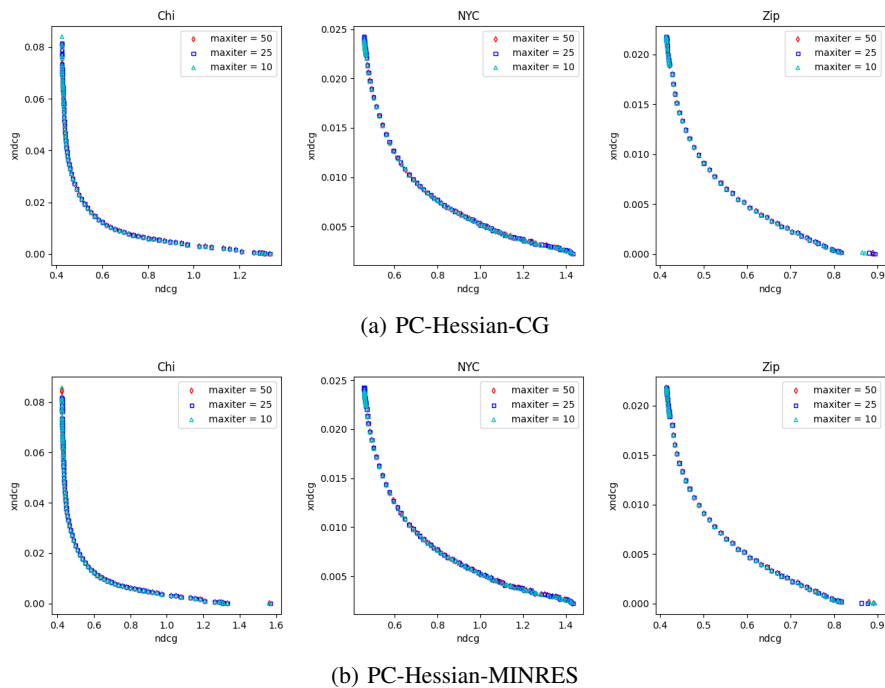 Chi
maxiter = 50
maxiter = 25
maxiter = 10
xndcg
0.08
0.06
0.04
0.02
0.00
0.4
0.6
0.8
1.0
1.2
ndcg
NYC
maxiter = 50
maxiter = 25
maxiter = 10
xndcg
0.025
0.020
0.015
0.010
0.005
0.6
0.8
1.0
1.2
1.4
ndcg
Zip
maxiter = 50
maxiter = 25
maxiter = 10
xndcg
0.020
0.015
0.010
0.005
0.000
0.4
0.5
0.6
0.7
0.8
0.9
ndcg
(a) PC-Hessian-CG
Chi
maxiter = 50
maxiter = 25
maxiter = 10
xndcg
0.08
0.06
0.04
0.02
0.00
0.4
0.6
0.8
1.0
1.2
1.4
1.6
ndcg
NYC
maxiter = 50
maxiter = 25
maxiter = 10
xndcg
0.025
0.020
0.015
0.010
0.005
0.6
0.8
1.0
1.2
1.4
ndcg
Zip
maxiter = 50
maxiter = 25
maxiter = 10
xndcg
0.020
0.015
0.010
0.005
0.000
0.4
0.5
0.6
0.7
0.8
0.9
ndcg
(b) PC-Hessian-MINRES